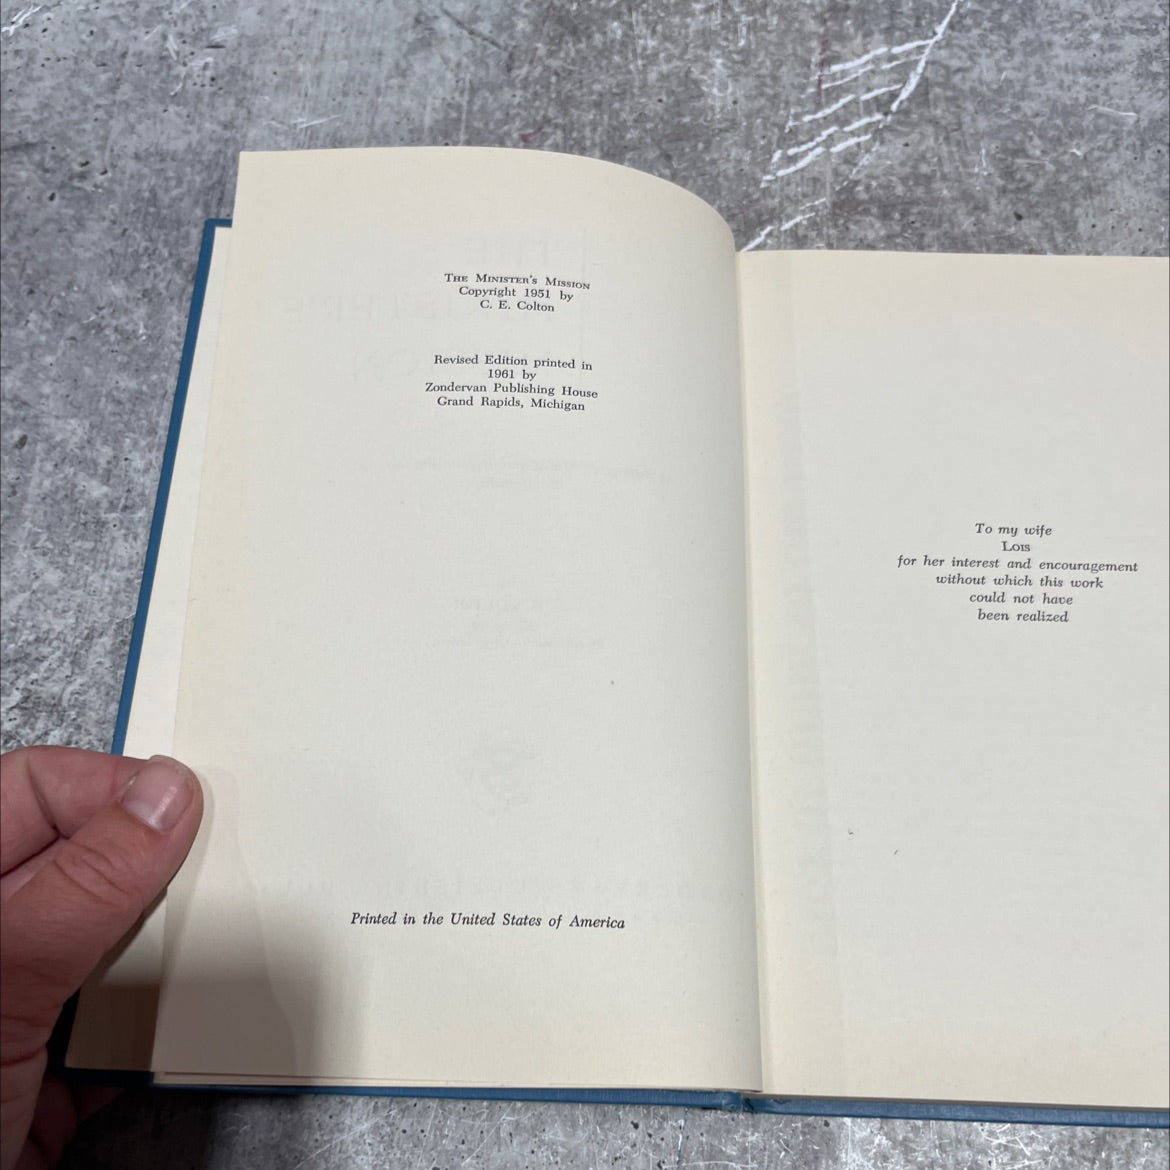 The Minister's Mission
Copyright 1951 by
C. E. Colton
Revised Edition printed in
1961 by
Zondervan Publishing House
Grand Rapids, Michigan
Printed in the United States of America
To my wife
Lois
for her interest and encouragement
without which this work
could not have
been realized